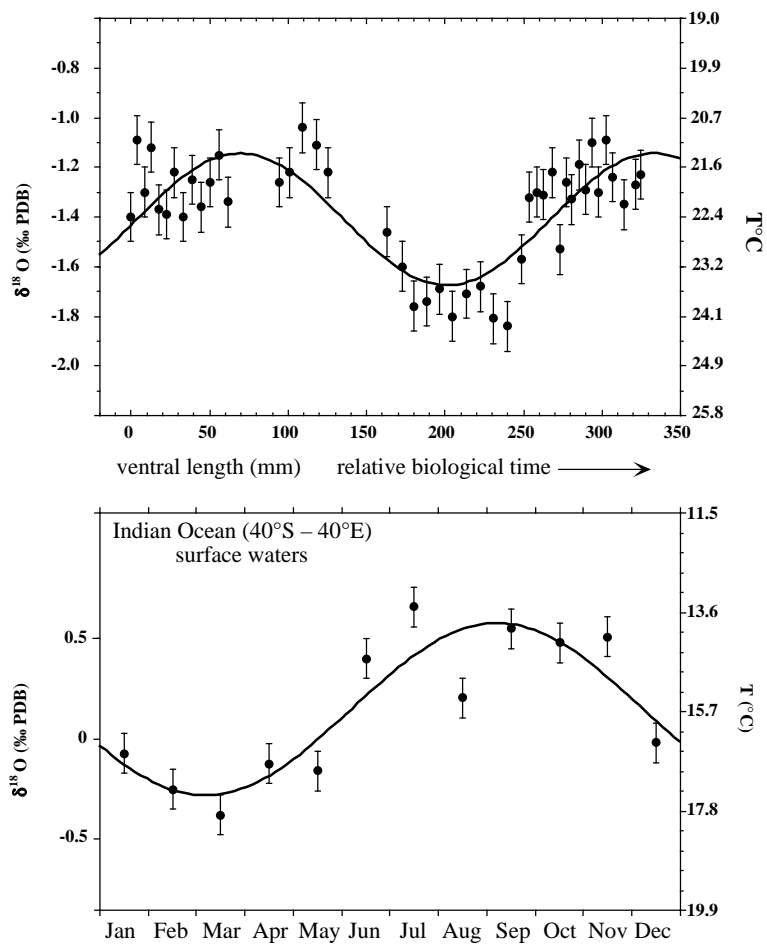 19.0
-0.8
19.9
-1.0
20.7
-1.2
21.6
-1.4
22.4
-1.6
23.2
-1.8
24.1
-2.0
24.9
25.8
δ¹⁸O (‰ PDB)
T°C
0 50 100 150 200 250 300 350
ventral length (mm) relative biological time
Indian Ocean (40°S – 40°E)
surface waters
11.5
0.5
13.6
0
15.7
-0.5
17.8
19.9
δ¹⁸O (‰ PDB)
T (°C)
Jan Feb Mar Apr May Jun Jul Aug Sep Oct Nov Dec